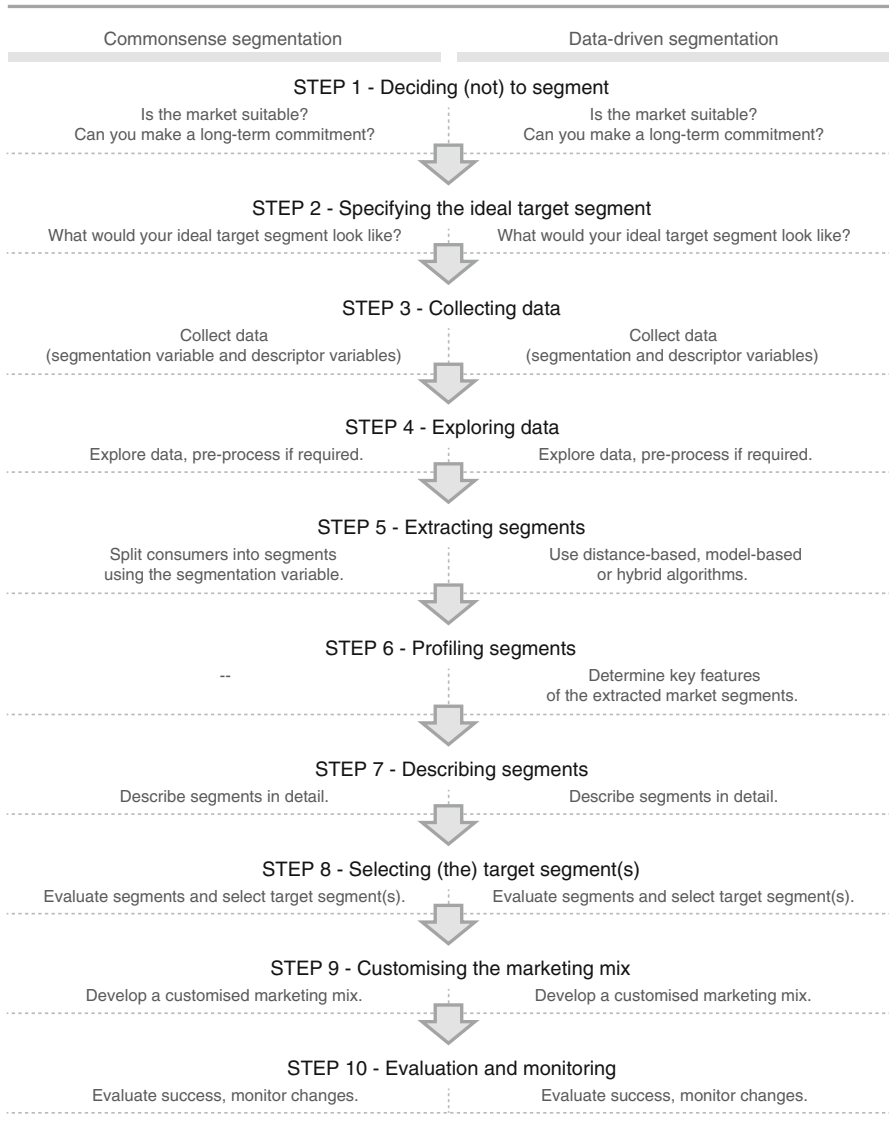 Commonsense segmentation
Data-driven segmentation
STEP 1 - Deciding (not) to segment
Is the market suitable?
Can you make a long-term commitment?
Is the market suitable?
Can you make a long-term commitment?
STEP 2 - Specifying the ideal target segment
What would your ideal target segment look like?
What would your ideal target segment look like?
STEP 3 - Collecting data
Collect data
(segmentation variable and descriptor variables)
Collect data
(segmentation and descriptor variables)
STEP 4 - Exploring data
Explore data, pre-process if required.
Explore data, pre-process if required.
STEP 5 - Extracting segments
Split consumers into segments
using the segmentation variable.
Use distance-based, model-based
or hybrid algorithms.
STEP 6 - Profiling segments
--
Determine key features
of the extracted market segments.
STEP 7 - Describing segments
Describe segments in detail.
Describe segments in detail.
STEP 8 - Selecting (the) target segment(s)
Evaluate segments and select target segment(s).
Evaluate segments and select target segment(s).
STEP 9 - Customising the marketing mix
Develop a customised marketing mix.
Develop a customised marketing mix.
STEP 10 - Evaluation and monitoring
Evaluate success, monitor changes.
Evaluate success, monitor changes.